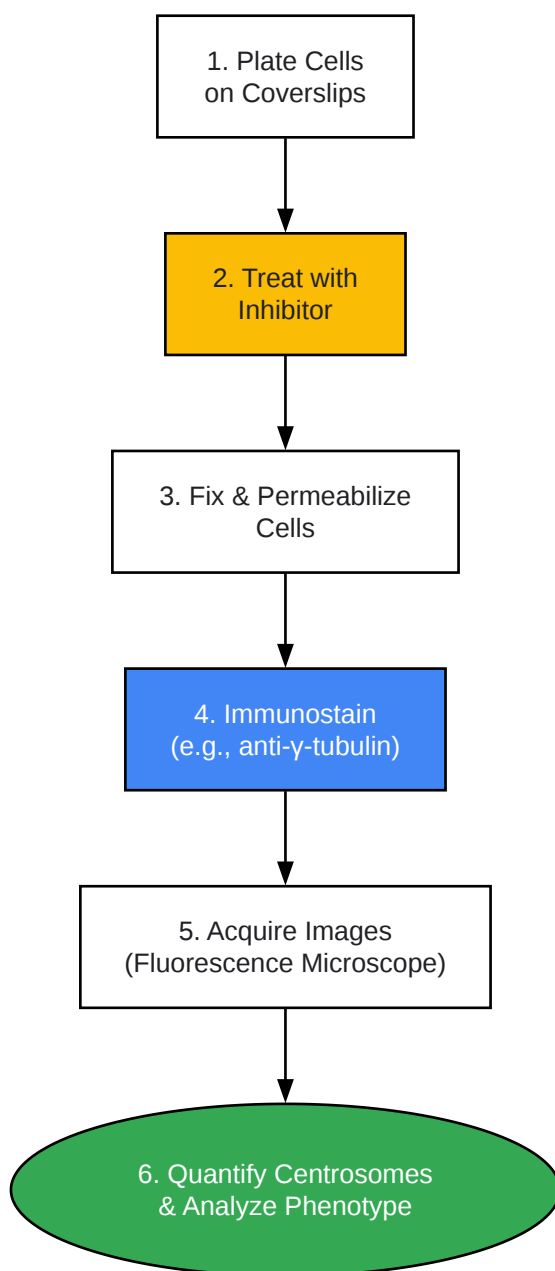 1. Plate Cells
on Coverslips
2. Treat with
Inhibitor
3. Fix & Permeabilize
Cells
4. Immunostain
(e.g., anti-γ-tubulin)
5. Acquire Images
(Fluorescence Microscope)
6. Quantify Centrosomes
& Analyze Phenotype